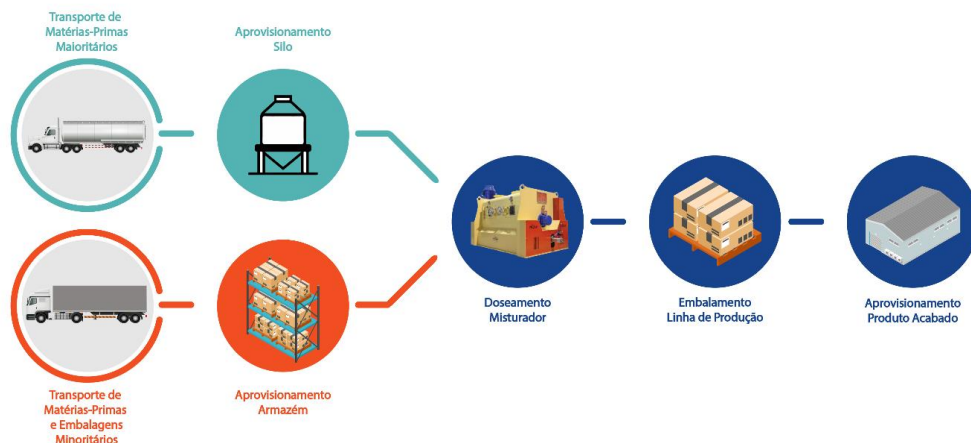 Transporte de
Matérias-Primas
Maioritários
Aprovisionamento
Silo
Doseamento
Misturador
Embalamento
Linha de Produção
Aprovisionamento
Produto Acabado
Transporte de
Matérias-Primas
e Embalagens
Minoritários
Aprovisionamento
Armazém